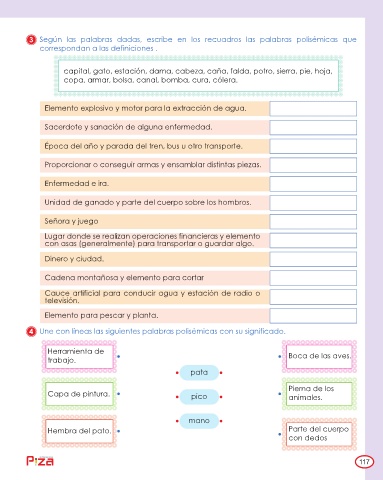 3 Según las palabras dadas, escribe en los recuadros las palabras polisémicas que
correspondan a las definiciones .
capital, gato, estación, dama, cabeza, caña, falda, potro, sierra, pie, hoja,
copa, armar, bolsa, canal, bomba, cura, cólera.
Elemento explosivo y motor para la extracción de agua.
Sacerdote y sanación de alguna enfermedad.
Época del año y parada del tren, bus u otro transporte.
Proporcionar o conseguir armas y ensamblar distintas piezas.
Enfermedad e ira.
Unidad de ganado y parte del cuerpo sobre los hombros.
Señora y juego
Lugar donde se realizan operaciones financieras y elemento
con asas (generalmente) para transportar o guardar algo.
Dinero y ciudad.
Cadena montañosa y elemento para cortar
Cauce artificial para conducir agua y estación de radio o
televisión.
Elemento para pescar y planta.
4 Une con líneas las siguientes palabras polisémicas con su significado.
Herramienta de
trabajo.
Capa de pintura.
Hembra del pato.
pata
pico
mano
Boca de las aves.
Pierna de los
animales.
Parte del cuerpo
con dedos
117